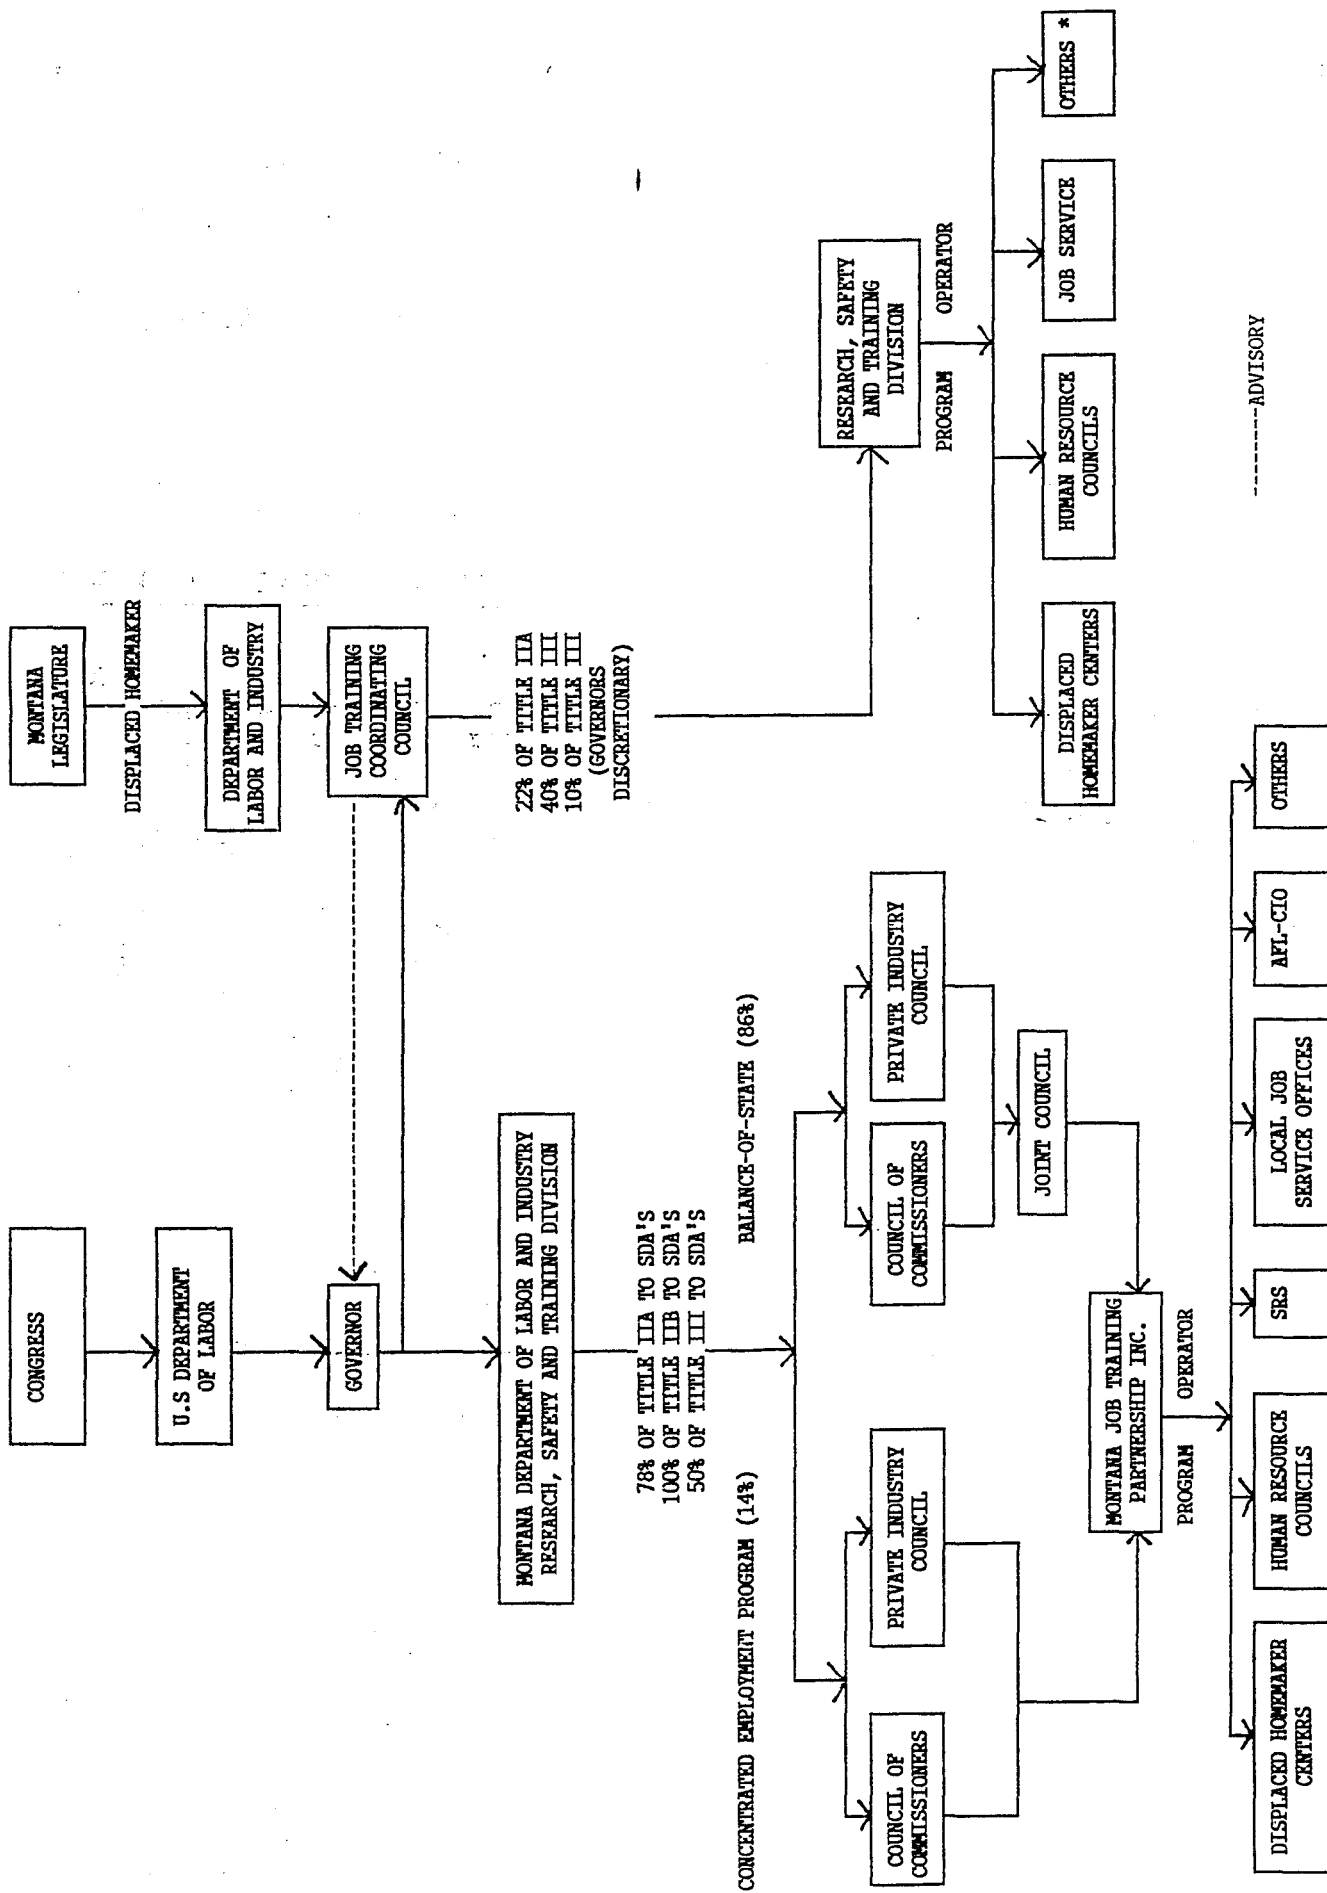 CONGRESS
U.S DEPARTMENT
OF LABOR
GOVERNOR
MONTANA DEPARTMENT OF LABOR AND INDUSTRY
RESEARCH, SAFETY AND TRAINING DIVISION
78% OF TITLE IIA TO SDA'S
100% OF TITLE IIB TO SDA'S
50% OF TITLE III TO SDA'S
MONTANA
LEGISLATURE
DISPLACED HOMEMAKER
DEPARTMENT OF
LABOR AND INDUSTRY
JOB TRAINING
COORDINATING
COUNCIL
22% OF TITLE IIA
40% OF TITLE III
10% OF TITLE III
(GOVERNORS
DISCRETIONARY)
CONCENTRATED EMPLOYMENT PROGRAM (14%)
BALANCE-OF-STATE (86%)
COUNCIL OF
COMMISSIONERS
PRIVATE INDUSTRY
COUNCIL
COUNCIL OF
COMMISSIONERS
PRIVATE INDUSTRY
COUNCIL
JOINT COUNCIL
MONTANA JOB TRAINING
PARTNERSHIP INC.
PROGRAM OPERATOR
DISPLACED HOMEMAKER
CENTERS
HUMAN RESOURCE
COUNCILS
SRS
LOCAL JOB
SERVICE OFFICES
AFL-CIO
OTHERS
RESEARCH, SAFETY
AND TRAINING
DIVISION
PROGRAM OPERATOR
DISPLACED
HOMEMAKER CENTERS
HUMAN RESOURCE
COUNCILS
JOB SERVICE
OTHERS *
---------ADVISORY